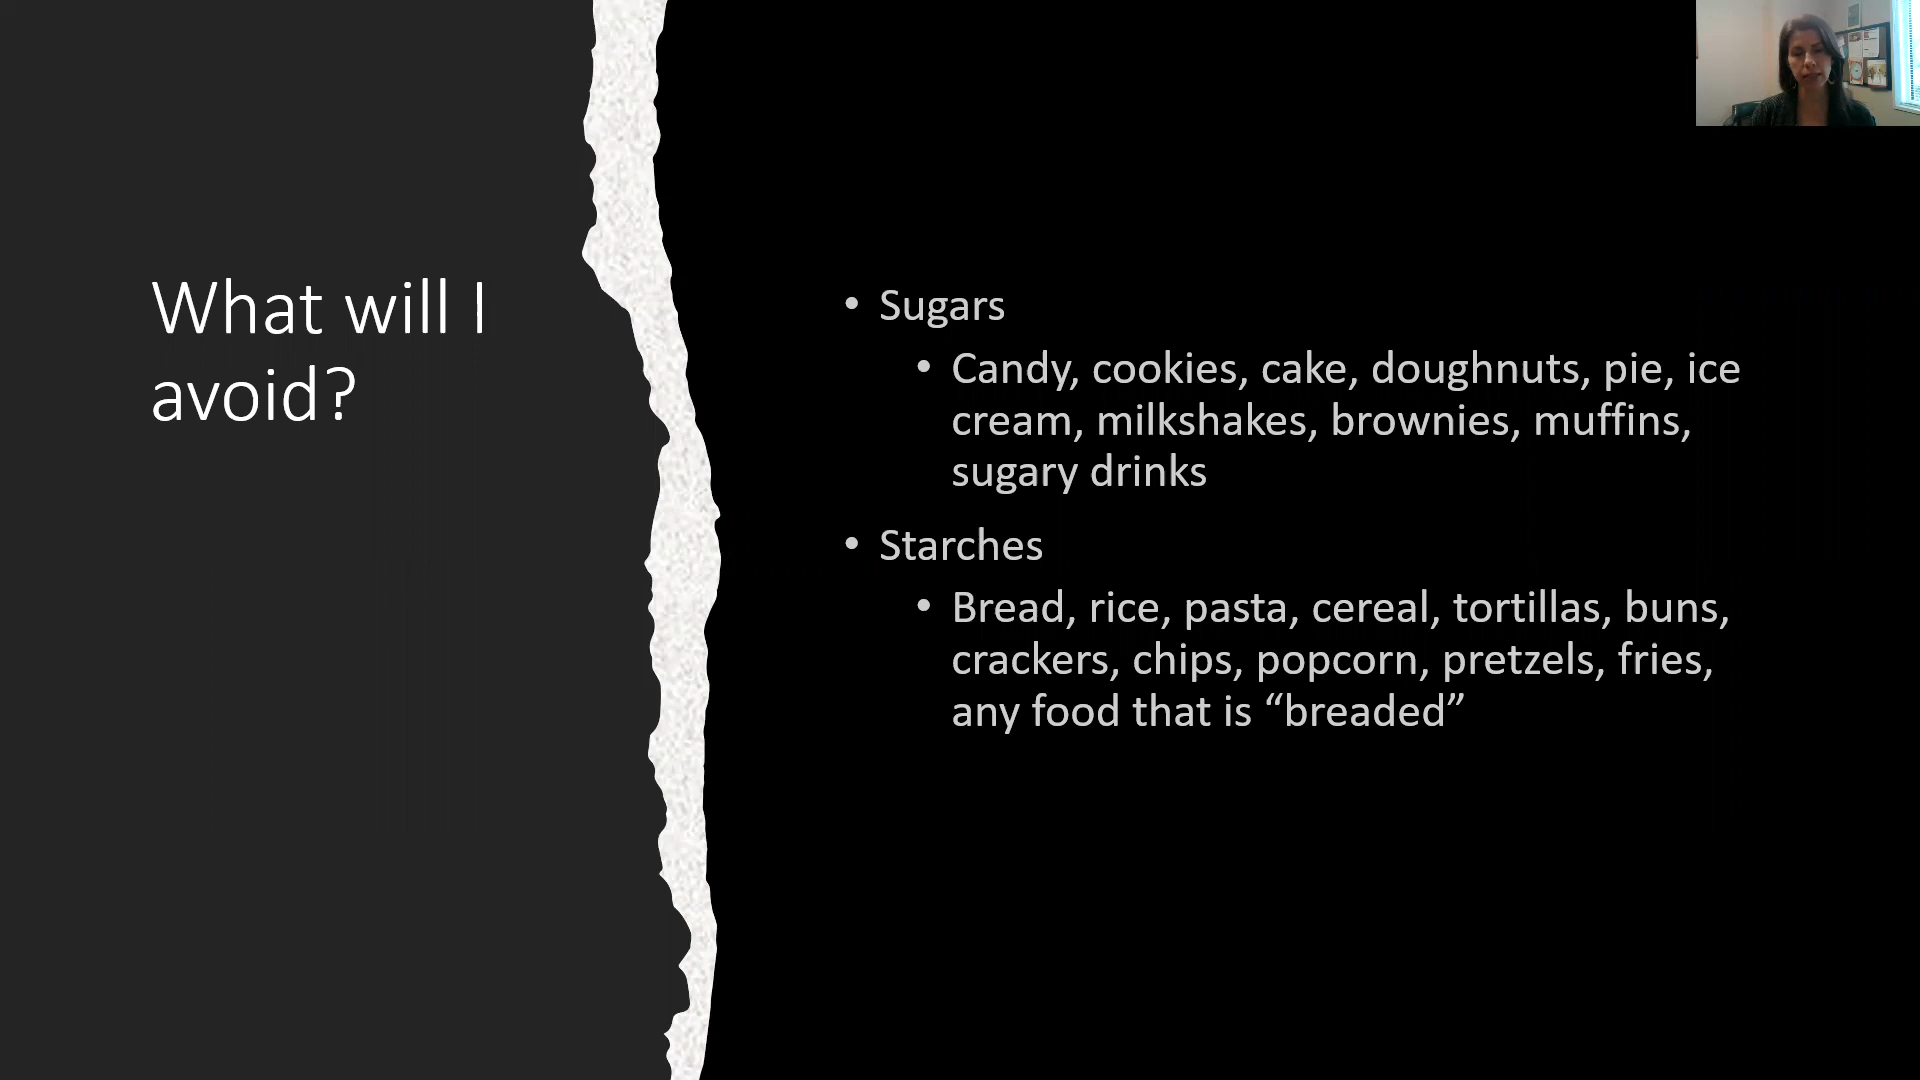 What will I
avoid?
• Sugars
• Candy, cookies, cake, doughnuts, pie, ice
cream, milkshakes, brownies, muffins,
sugary drinks
• Starches
• Bread, rice, pasta, cereal, tortillas, buns,
crackers, chips, popcorn, pretzels, fries,
any food that is “breaded”